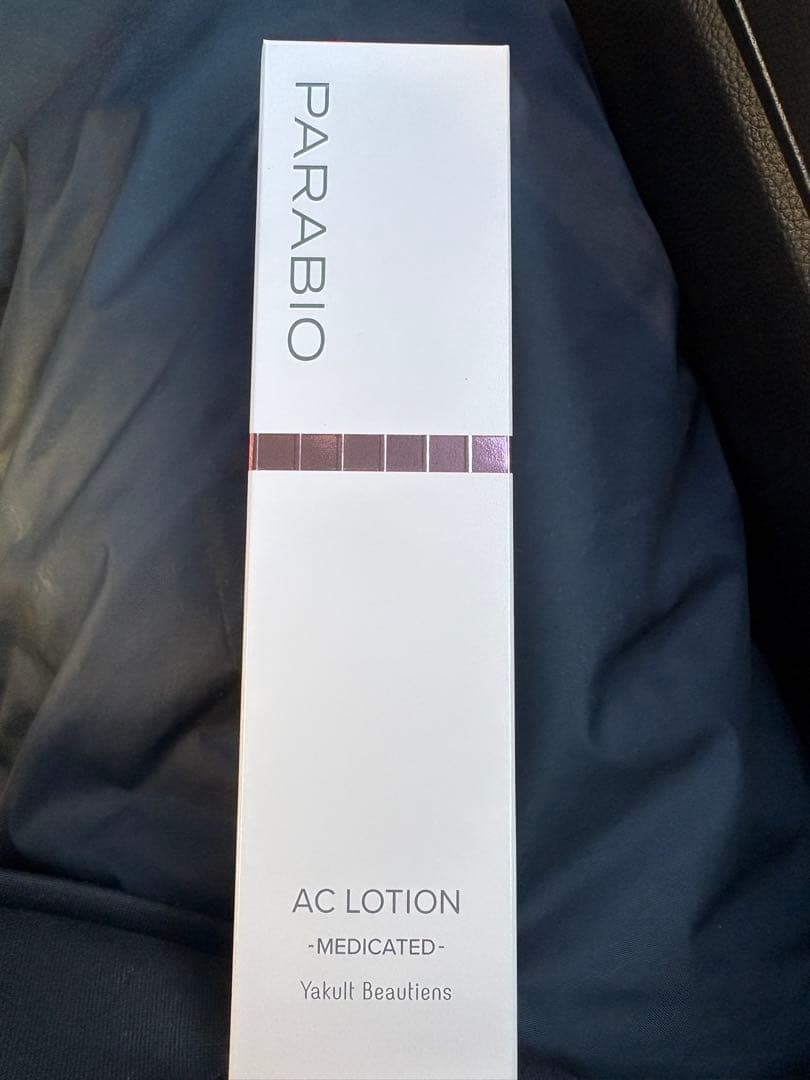 PARABIO
AC LOTION
-MEDICATED-
Yakult Beautiens